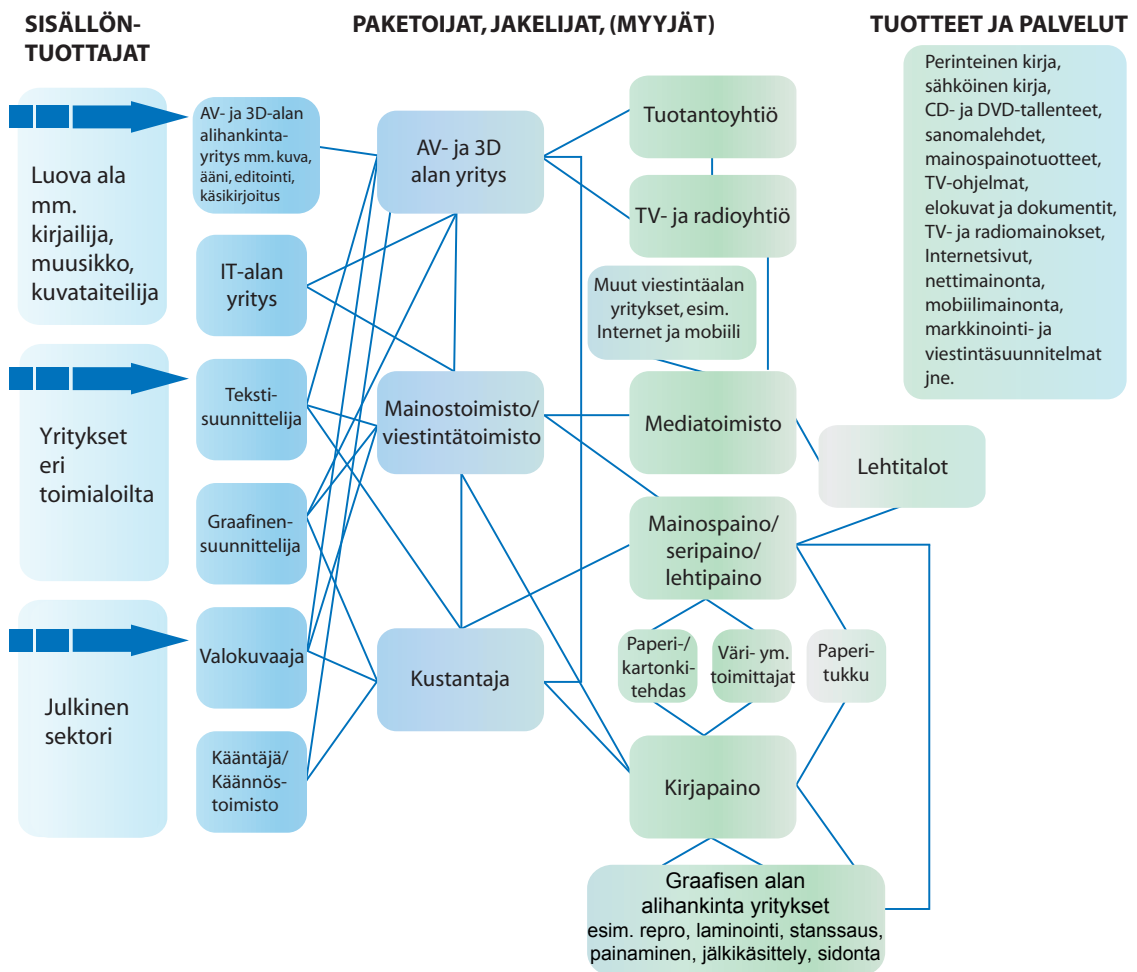 SISÄLLÖN-
TUOTTAJAT
PAKETOIJAT, JAKELIJAT, (MYYJÄT)
TUOTTEET JA PALVELUT
Luova ala
mm.
kirjailija,
muusikko,
kuvataiteilija
Yritykset
eri
toimialoilta
Julkinen
sektori
AV- ja 3D-alan
alihankinta-
yritys mm. kuva,
ääni, editointi,
käsikirjoitus
IT-alan
yritys
Teksti-
suunnittelija
Graafinen-
suunnittelija
Valokuvaaja
Kääntäjä/
Käännös-
toimisto
AV- ja 3D
alan yritys
Mainostoimisto/
viestintätoimisto
Kustantaja
Tuotantoyhtiö
TV- ja radioyhtiö
Muut viestintäalan
yritykset, esim.
Internet ja mobiili
Mediatoimisto
Lehtitalot
Mainospaino/
seripaino/
lehtipaino
Paperi-/
kartonki-
tehdas
Väri- ym.
toimittajat
Paperi-
tukku
Kirjapaino
Graafisen alan
alihankinta yritykset
esim. repro, laminointi, stanssaus,
painaminen, jälkikäsittely, sidonta
Perinteinen kirja,
sähköinen kirja,
CD- ja DVD-tallenteet,
sanomalehdet,
mainospainotuotteet,
TV-ohjelmat,
elokuvat ja dokumentit,
TV- ja radiomainokset,
Internetsivut,
nettimainonta,
mobiilimainonta,
markkinointi- ja
viestintäsuunnitelmat
jne.